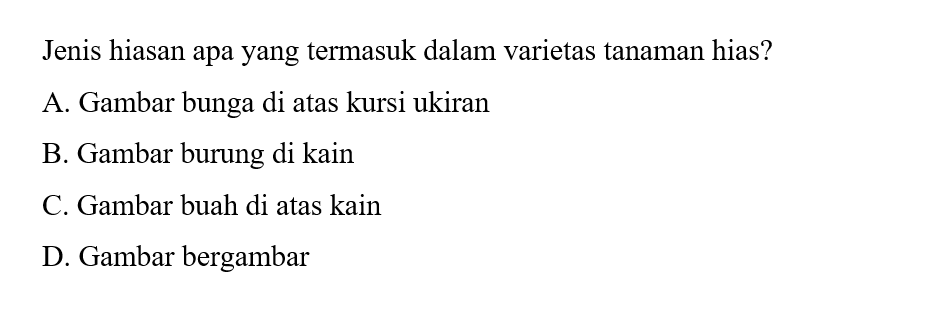 Jenis hiasan apa yang termasuk dalam varietas tanaman hias?
A. Gambar bunga di atas kursi ukiran
B. Gambar burung di kain
C. Gambar buah di atas kain
D. Gambar bergambar